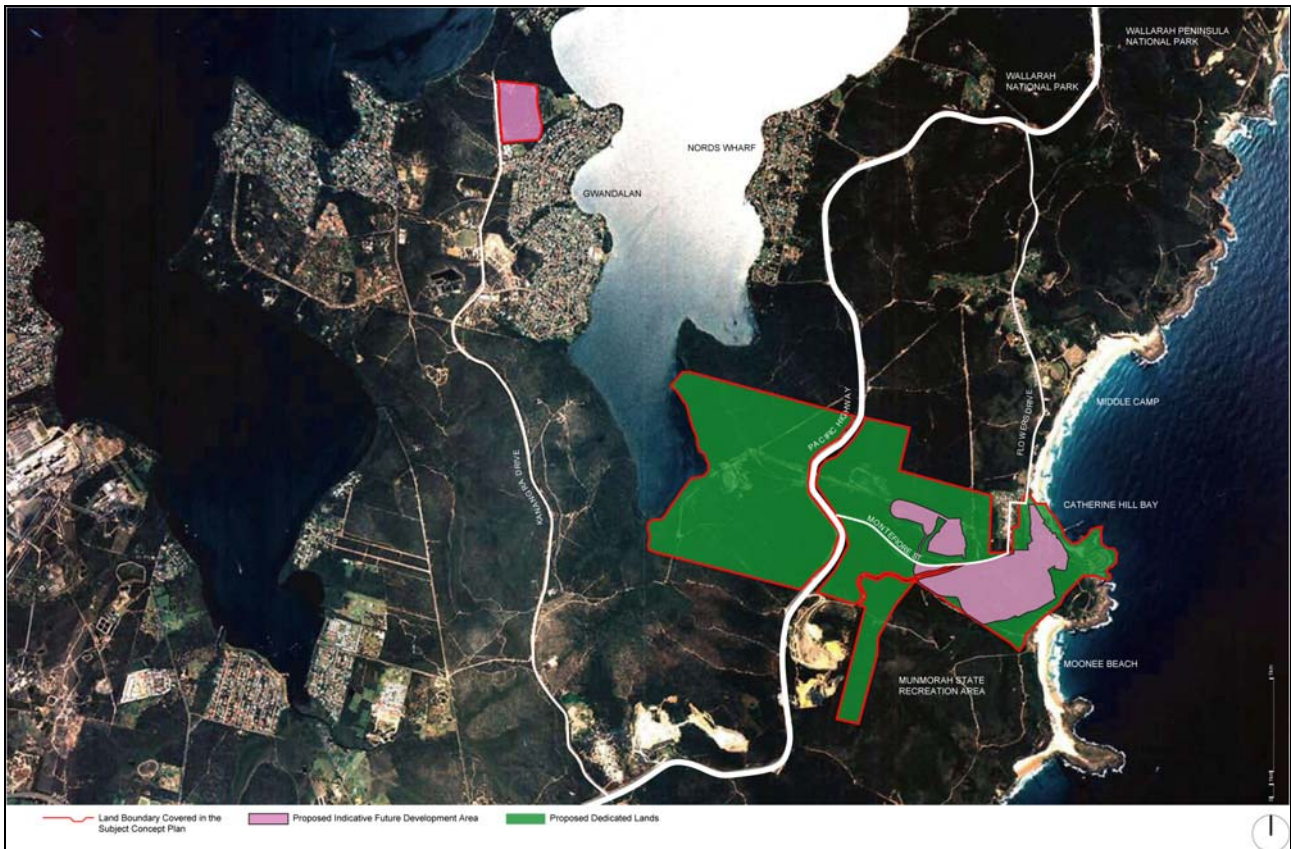 WALLARAH PENINSULA
NATIONAL PARK
WALLARAH
NATIONAL PARK
NORDS WHARF
GWANDALAN
PACIFIC HIGHWAY
FLOWERS DRIVE
MIDDLE CAMP
KANANGRA DRIVE
CATHERINE HILL BAY
MONTEFIORE ST
MOONEE BEACH
MUNMORAH STATE
RECREATION AREA
Land Boundary Covered in the
Subject Concept Plan
Proposed Indicative Future Development Area
Proposed Dedicated Lands